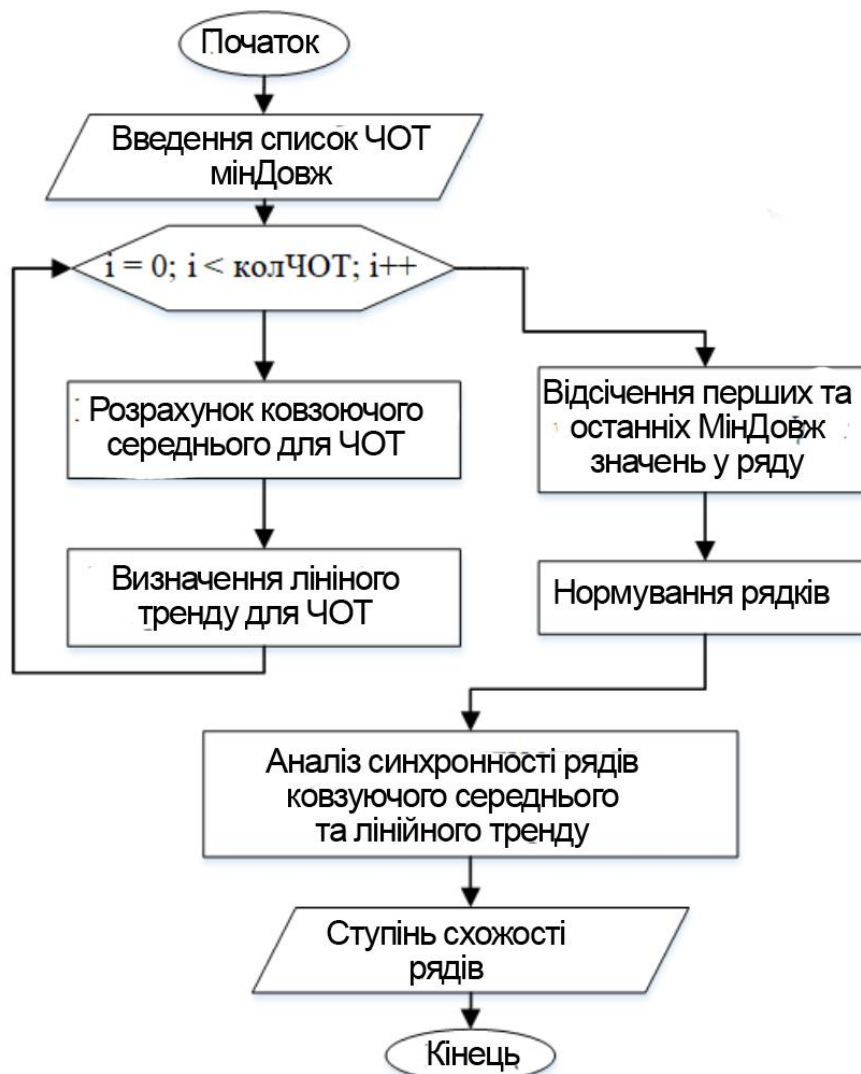 Початок
Введення список ЧОТ
мінДовж
i = 0; i < колЧОТ; i++
Розрахунок ковзоючого
середнього для ЧОТ
Визначення лініного
тренду для ЧОТ
Відсічення перших та
останніх МінДовж
значень у ряду
Нормування рядків
Аналіз синхронності рядів
ковзуючого середнього
та лінійного тренду
Ступінь схожості
рядів
Кінець